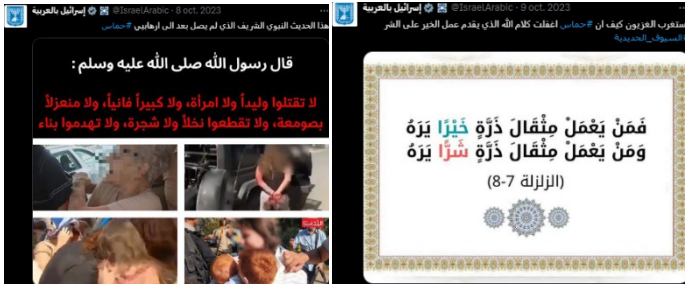 إسرائيل بالعربية @IsraelArabic · 8 oct. 2023
هذا الحديث النبوي الشريف الذي لم يصل بعد الى ارهابيي #حماس
قال رسول الله صلى الله عليه وسلم :
لا تقتلوا وليداً ولا امرأة، ولا كبيراً فانياً، ولا منعزلاً
بصومعة، ولا تقطعوا نخلاً ولا شجرة، ولا تهدموا بناء
إسرائيل بالعربية @IsraelArabic · 9 oct. 2023
ستغرب الغزيون كيف ان #حماس اغفلت كلام الله الذي يقدم عمل الخير على الشر
#السيوف_الحديدية
فَمَنْ يَعْمَلْ مِثْقَالَ ذَرَّةٍ خَيْرًا يَرَهُ
وَمَنْ يَعْمَلْ مِثْقَالَ ذَرَّةٍ شَرًّا يَرَهُ
(الزلزلة 7-8)